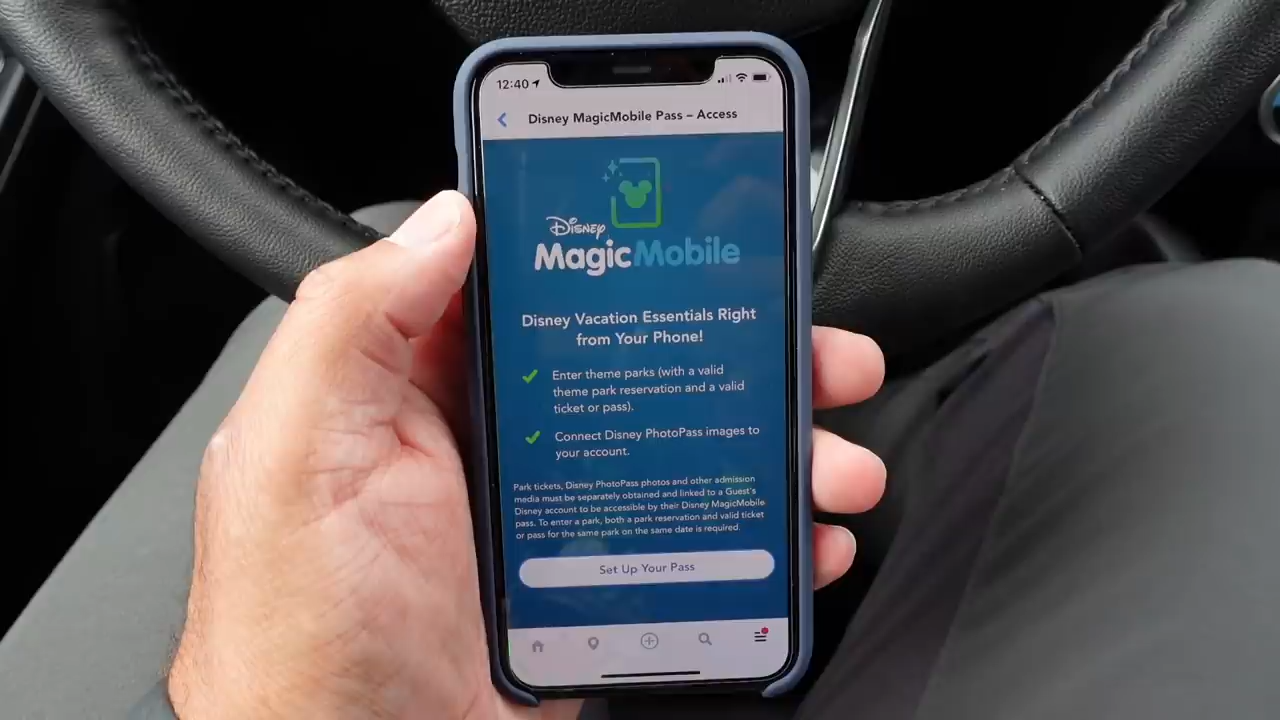 12:40
Disney MagicMobile Pass – Access
Disney
MagicMobile
Disney Vacation Essentials Right
from Your Phone!
Enter theme parks (with a valid
theme park reservation and a valid
ticket or pass).
Connect Disney PhotoPass images to
your account.
Park tickets, Disney PhotoPass photos and other admission
media must be separately obtained and linked to a Guest's
Disney account to be accessible by their Disney MagicMobile
pass. To enter a park, both a park reservation and valid ticket
or pass for the same park on the same date is required.
Set Up Your Pass